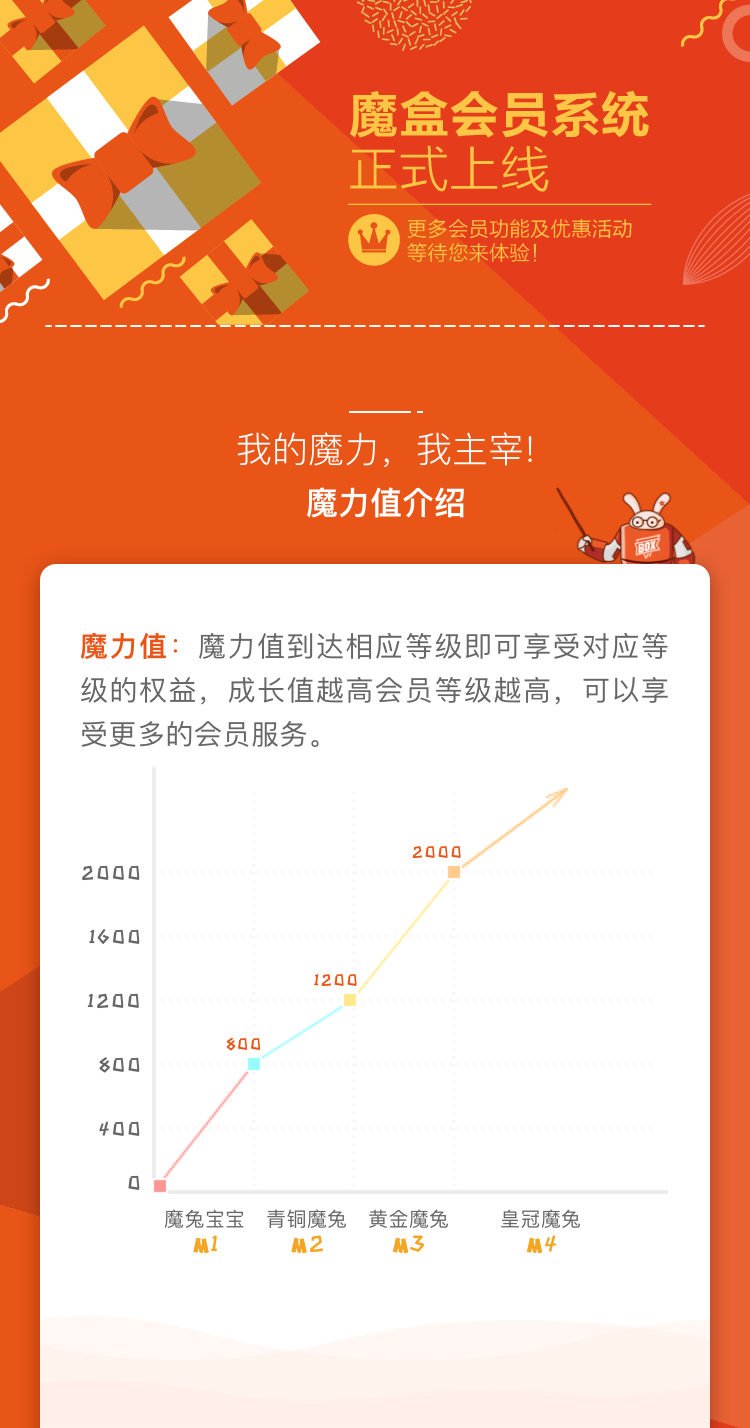 魔盒会员系统
正式上线
更多会员功能及优惠活动
等待您来体验！
我的魔力，我主宰！
魔力值介绍
BOX
魔力值：魔力值到达相应等级即可享受对应等
级的权益，成长值越高会员等级越高，可以享
受更多的会员服务。
2000
2000
1600
1200
1200
800
800
400
0
魔兔宝宝 青铜魔兔 黄金魔兔 皇冠魔兔
M1 M2 M3 M4